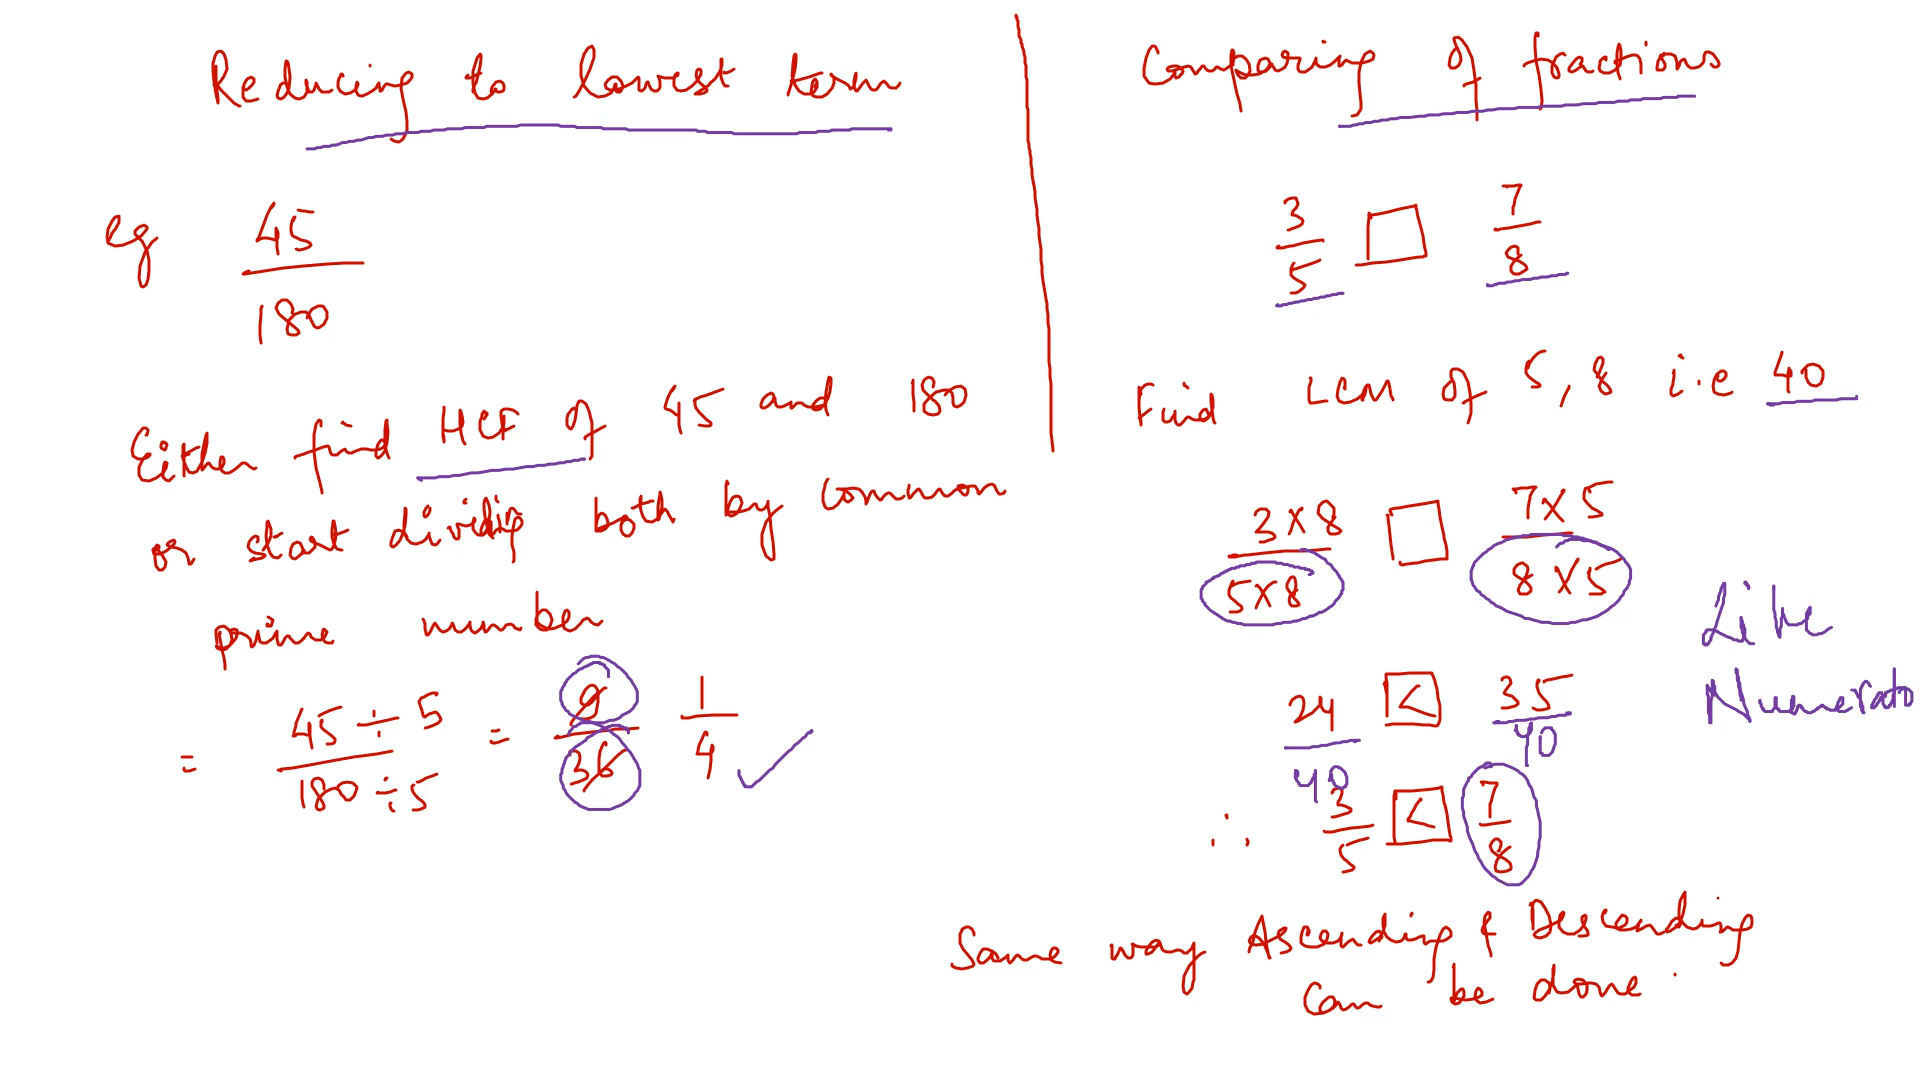 Reducing to lowest term
eg 45/180
Either find HCF of 45 and 180
or start dividing both by common
prime number
= 45 ÷ 5 / 180 ÷ 5 = 9/36 1/4 ✓
Comparing of fractions
3/5 □ 7/8
Find LCM of 5, 8 i.e 40
3 × 8 / 5 × 8 □ 7 × 5 / 8 × 5
Like
Numerato
24/40 < 35/40
∴ 3/5 < 7/8
Same way Ascending & Descending
can be done.